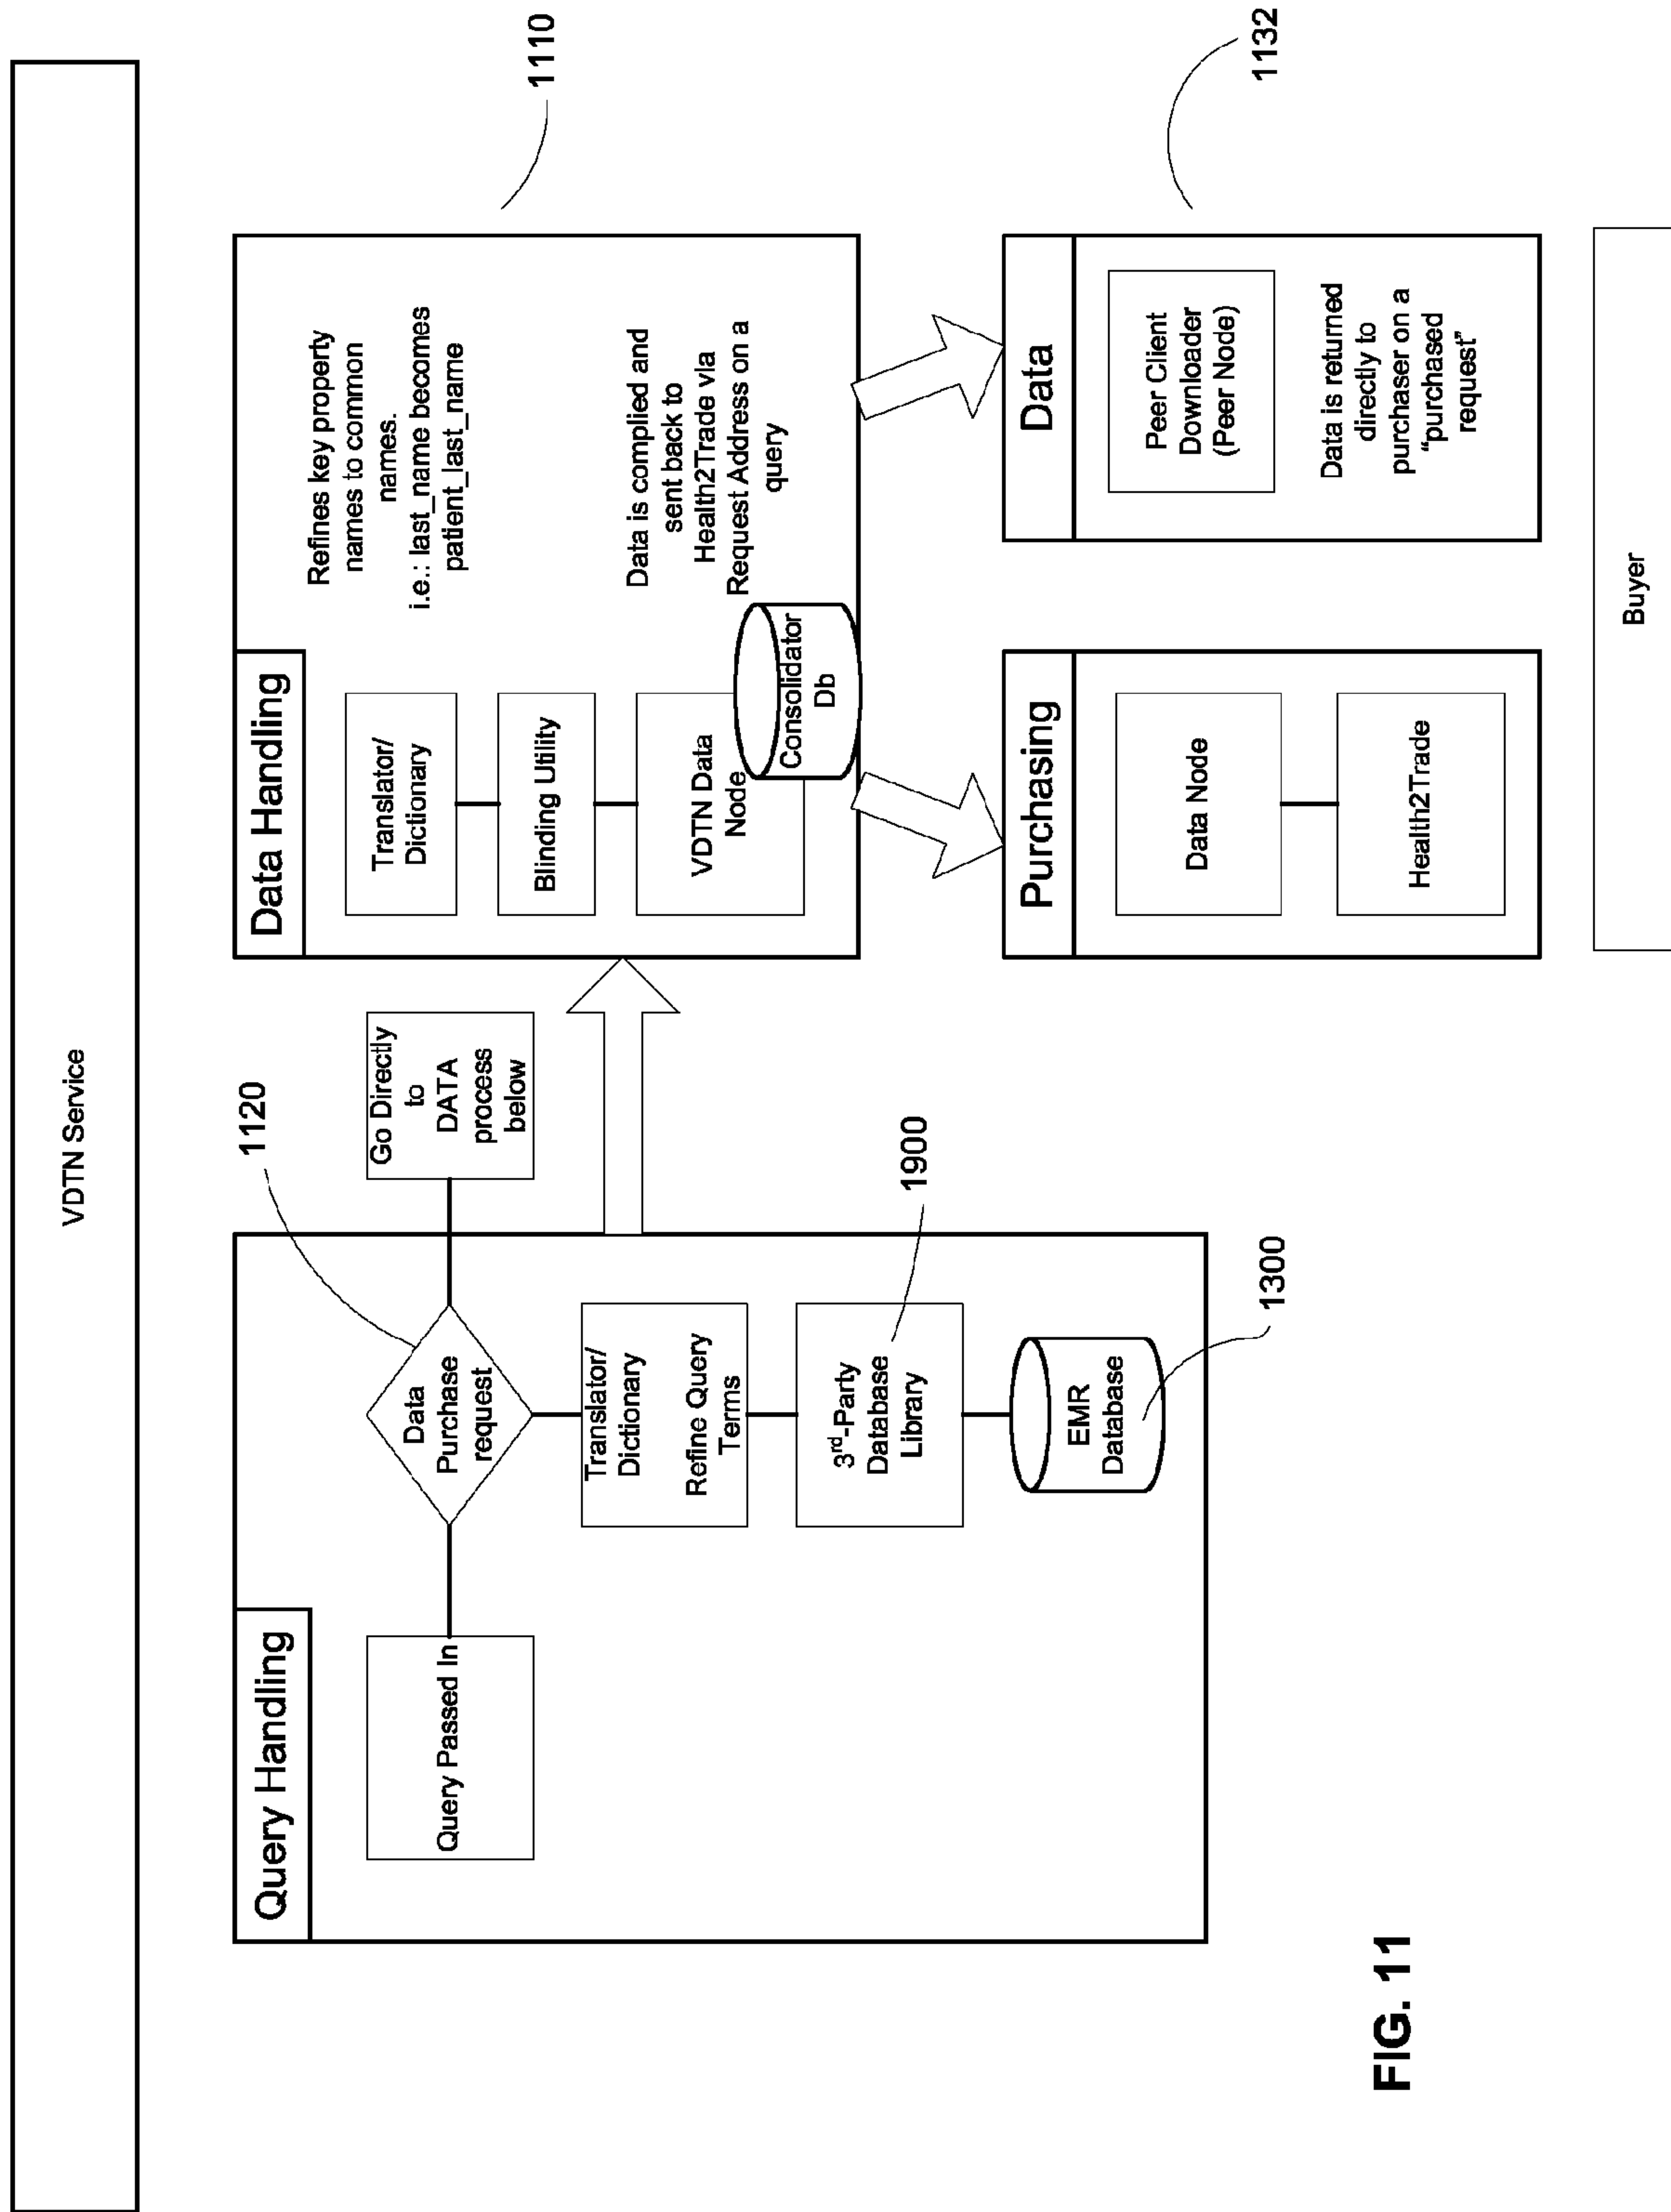 VDTN Service
Query Handling
Query Passed In
Data
Purchase
request
1120
Go Directly
to
DATA
process
below
Translator/
Dictionary
Refine Query
Terms
3rd-Party
Database
Library
1900
EMR
Database
1300
Data Handling
Translator/
Dictionary
Blinding Utility
VDTN Data
Node
Consolidator
Db
Refines key property
names to common
names.
i.e.: last_name becomes
patient_last_name
Data is complied and
sent back to
Health2Trade via
Request Address on a
query
1110
Purchasing
Data Node
Health2Trade
Data
Peer Client
Downloader
(Peer Node)
Data is returned
directly to
purchaser on a
“purchased
request”
1132
Buyer
FIG. 11